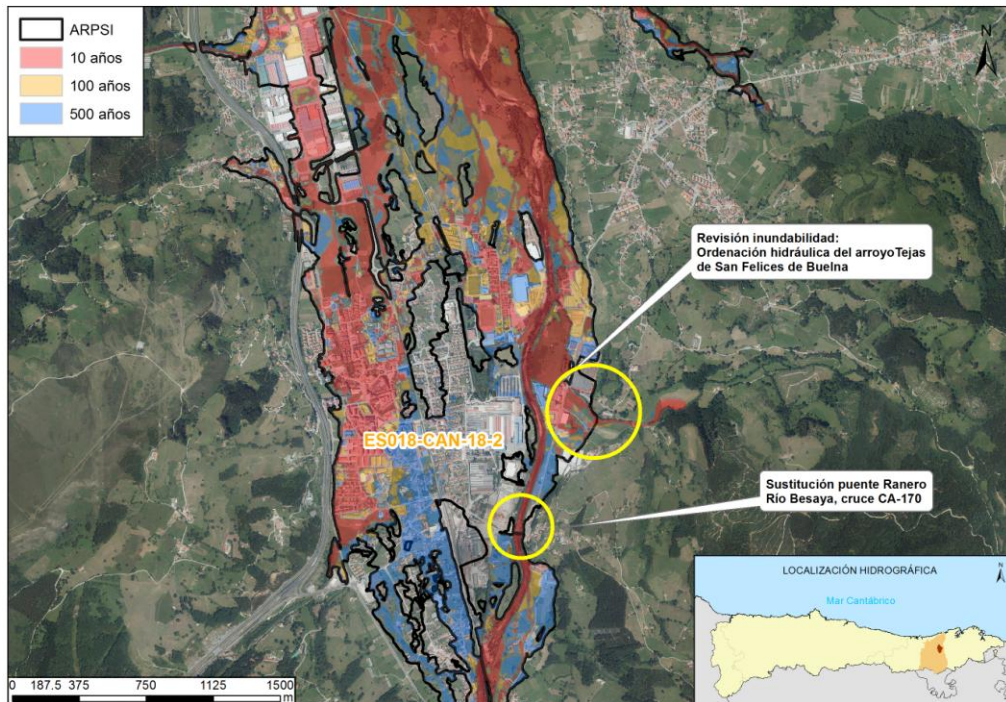 ARPSI
10 años
100 años
500 años
N
Revisión inundabilidad:
Ordenación hidráulica del arroyoTejas
de San Felices de Buelna
ES018-CAN-18-2
Sustitución puente Ranero
Río Besaya, cruce CA-170
LOCALIZACIÓN HIDROGRÁFICA
N
Mar Cantábrico
0 187.5 375 750 1125 1500
m